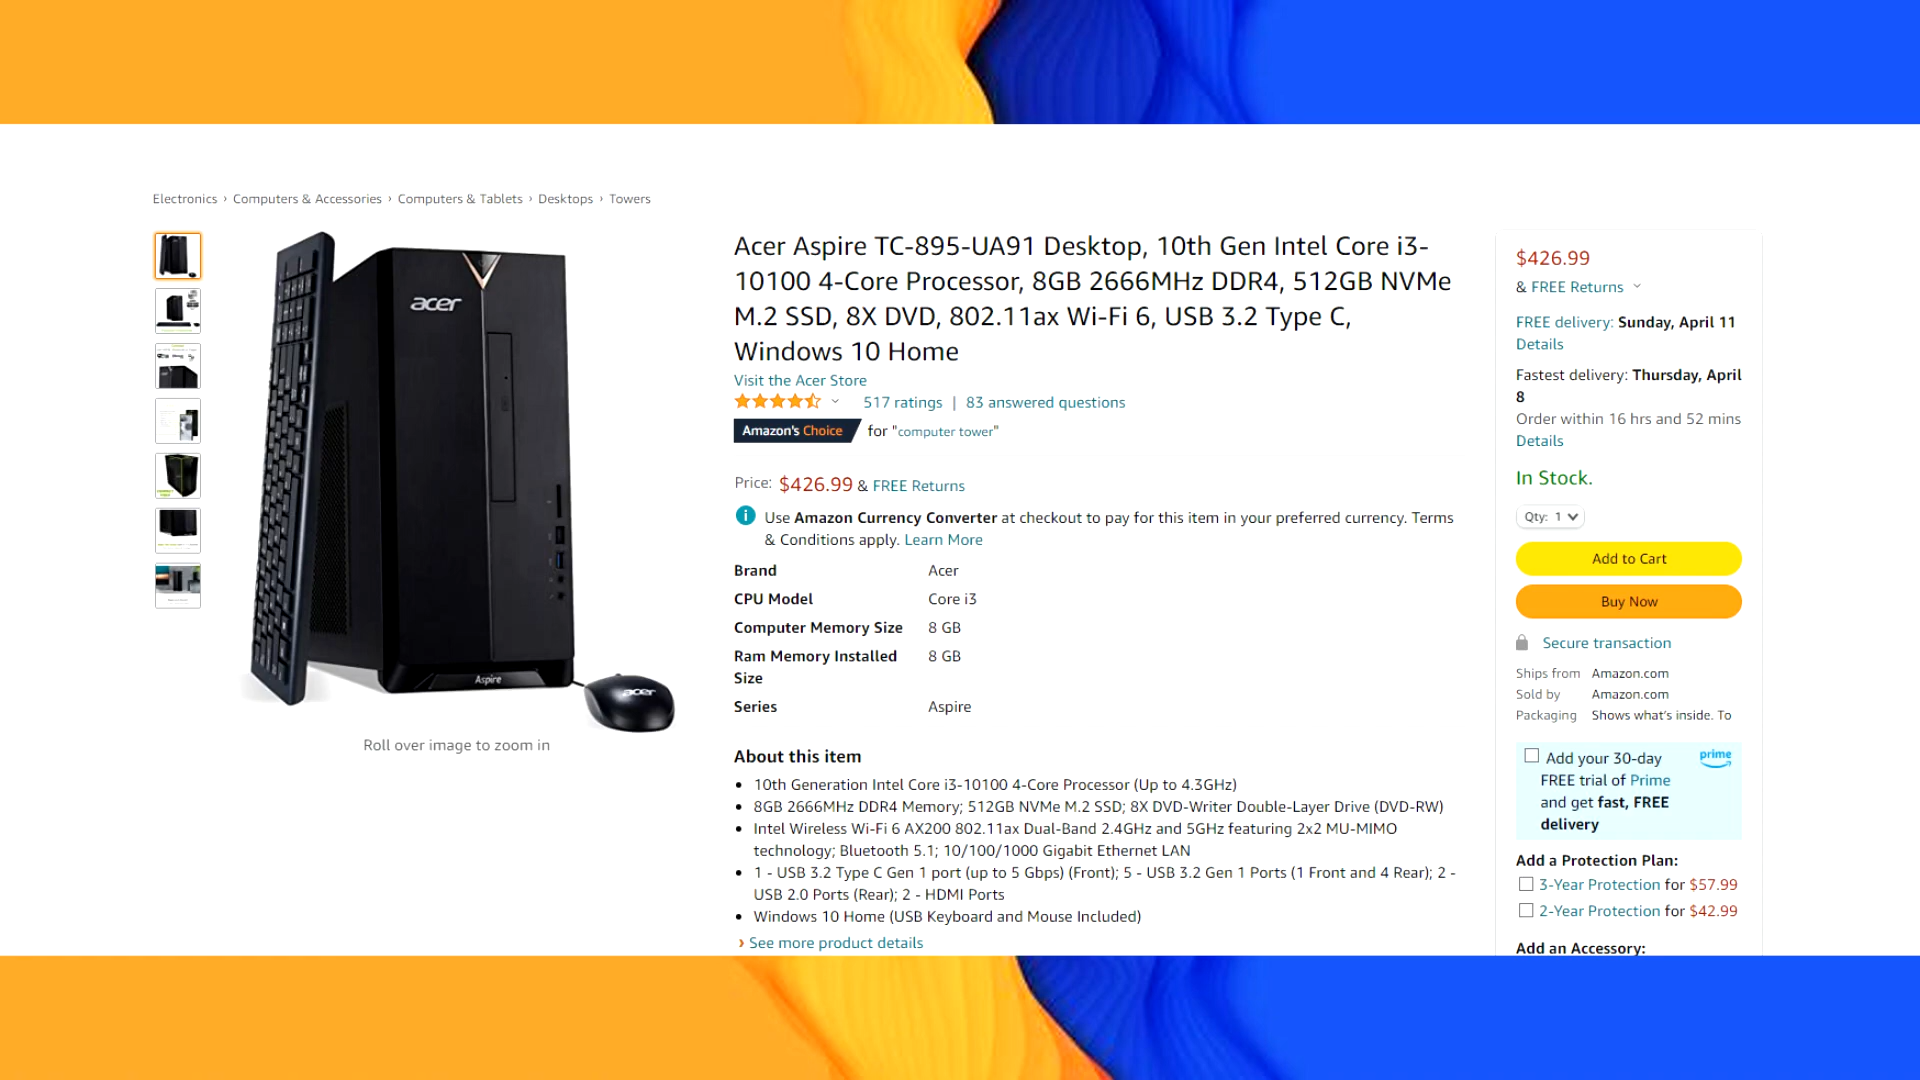 Electronics › Computers & Accessories › Computers & Tablets › Desktops › Towers
acer
Aspire
acer
Roll over image to zoom in
Acer Aspire TC-895-UA91 Desktop, 10th Gen Intel Core i3-
10100 4-Core Processor, 8GB 2666MHz DDR4, 512GB NVMe
M.2 SSD, 8X DVD, 802.11ax Wi-Fi 6, USB 3.2 Type C,
Windows 10 Home
Visit the Acer Store
517 ratings | 83 answered questions
Amazon's Choice for "computer tower"
Price: $426.99 & FREE Returns
Use Amazon Currency Converter at checkout to pay for this item in your preferred currency. Terms
& Conditions apply. Learn More
Brand Acer
CPU Model Core i3
Computer Memory Size 8 GB
Ram Memory Installed 8 GB
Size
Series Aspire
About this item
• 10th Generation Intel Core i3-10100 4-Core Processor (Up to 4.3GHz)
• 8GB 2666MHz DDR4 Memory; 512GB NVMe M.2 SSD; 8X DVD-Writer Double-Layer Drive (DVD-RW)
• Intel Wireless Wi-Fi 6 AX200 802.11ax Dual-Band 2.4GHz and 5GHz featuring 2x2 MU-MIMO
technology; Bluetooth 5.1; 10/100/1000 Gigabit Ethernet LAN
• 1 - USB 3.2 Type C Gen 1 port (up to 5 Gbps) (Front); 5 - USB 3.2 Gen 1 Ports (1 Front and 4 Rear); 2 -
USB 2.0 Ports (Rear); 2 - HDMI Ports
• Windows 10 Home (USB Keyboard and Mouse Included)
› See more product details
$426.99
& FREE Returns
FREE delivery: Sunday, April 11
Details
Fastest delivery: Thursday, April
8
Order within 16 hrs and 52 mins
Details
In Stock.
Qty: 1
Add to Cart
Buy Now
Secure transaction
Ships from Amazon.com
Sold by Amazon.com
Packaging Shows what's inside. To
Add your 30-day
FREE trial of Prime
and get fast, FREE
delivery
prime
Add a Protection Plan:
3-Year Protection for $57.99
2-Year Protection for $42.99
Add an Accessory: